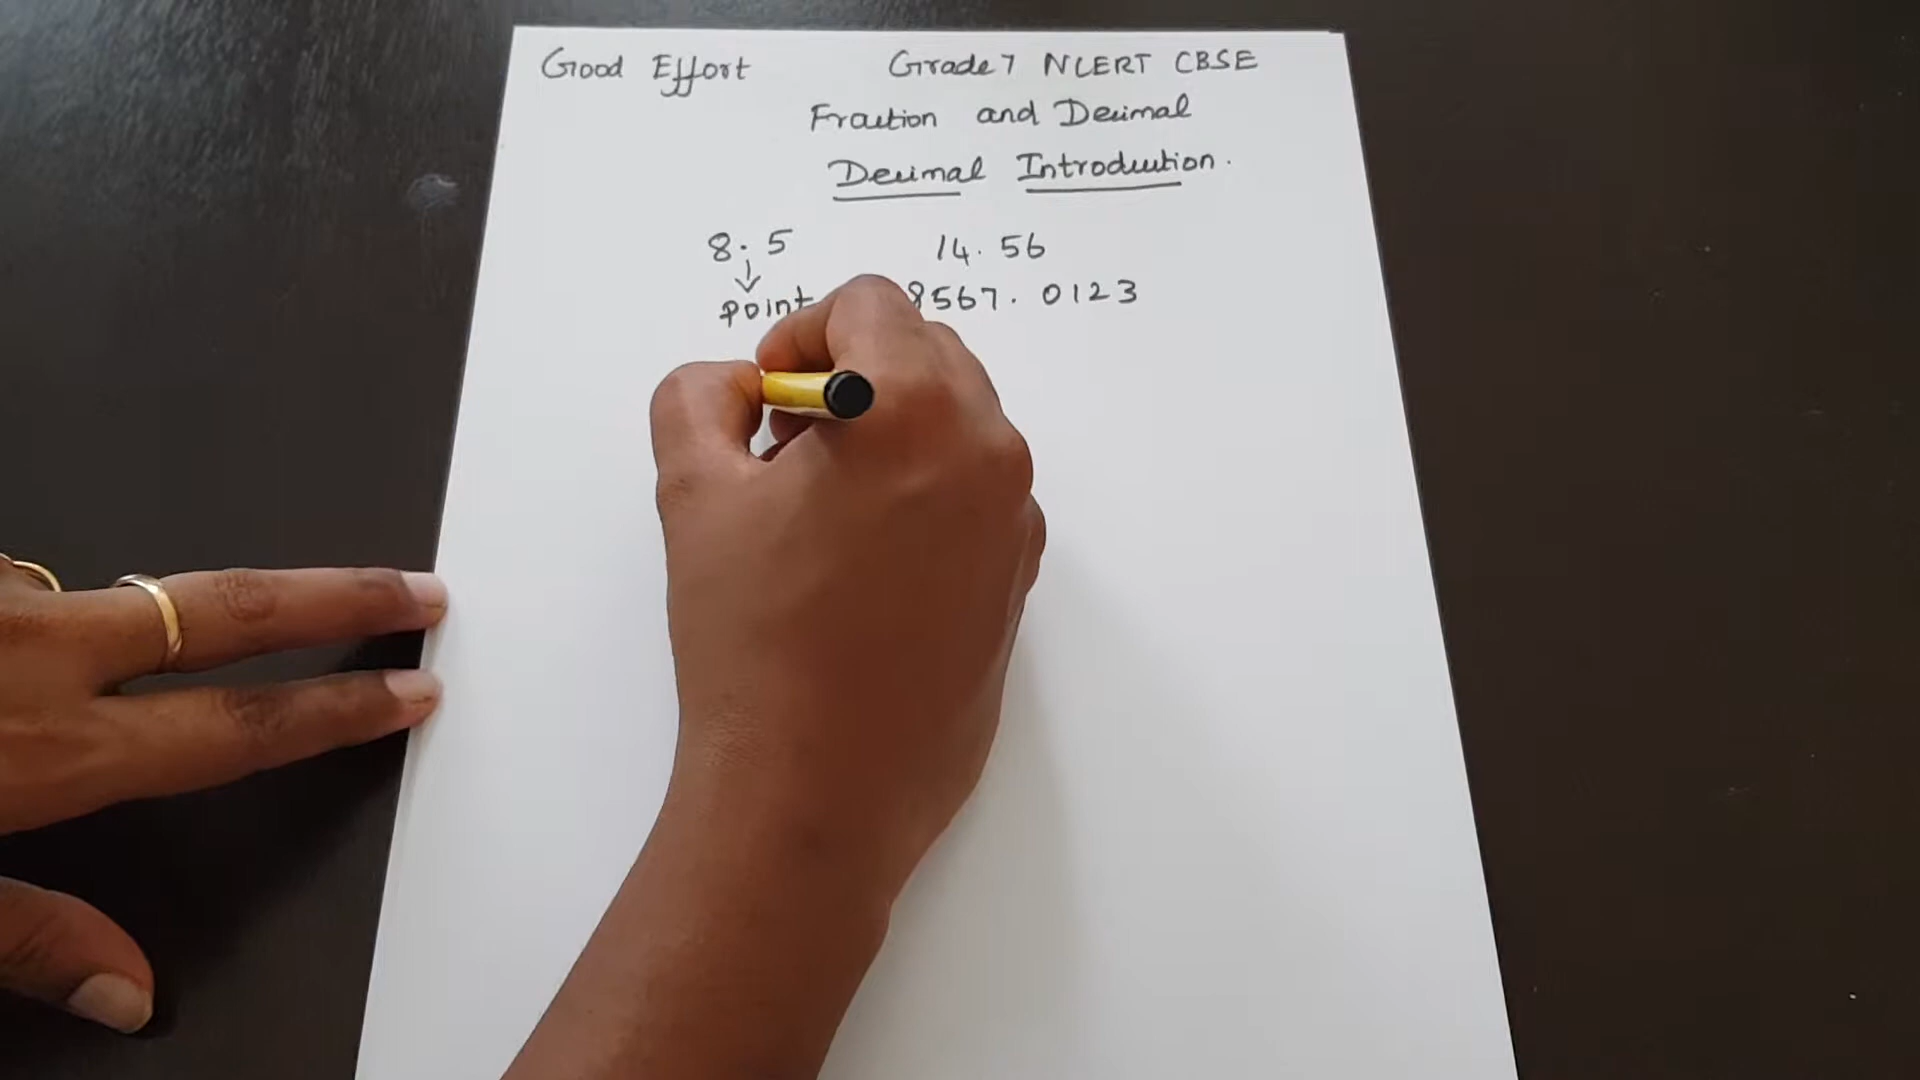 Good Effort Grade 7 NCERT CBSE
Fraction and Decimal
Decimal Introduction.
8.5 14.56
point 8567.0123